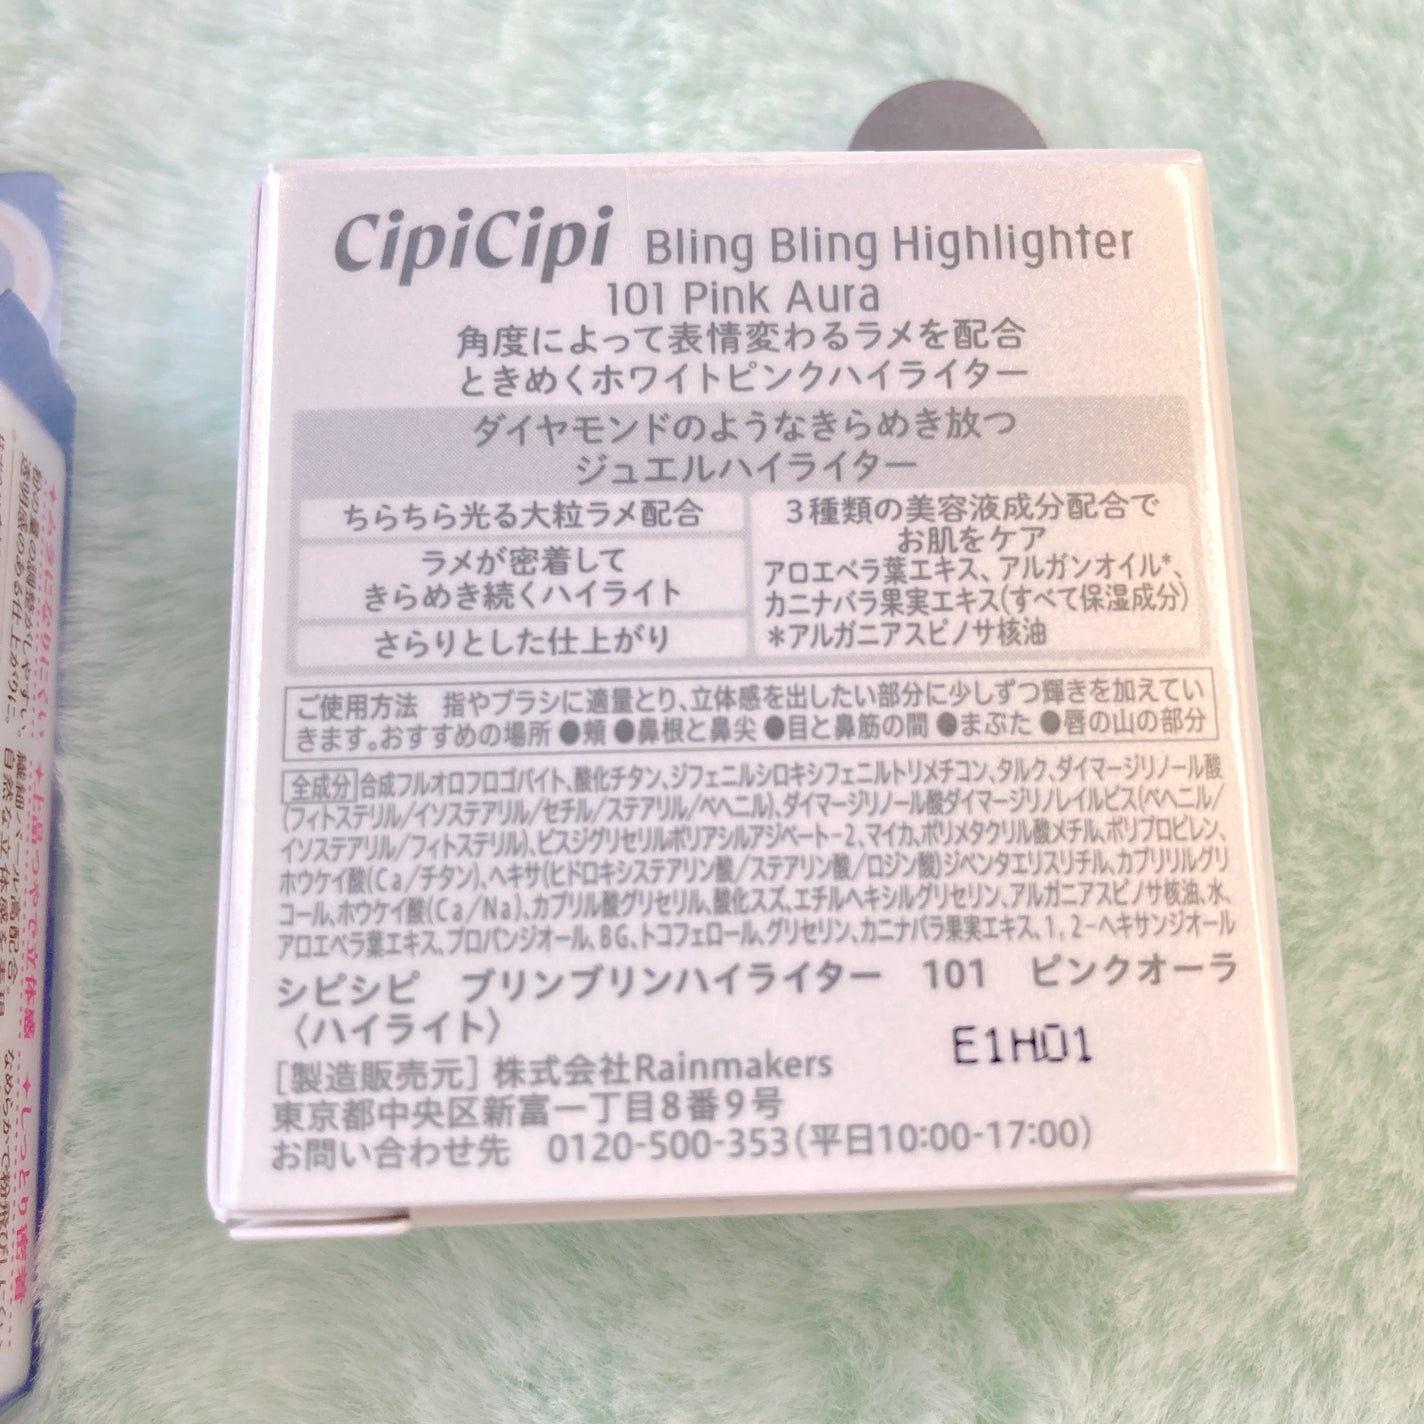 CipiCipi Bling Bling Highlighter
101 Pink Aura
角度によって表情変わるラメを配合
ときめくホワイトピンクハイライター
ダイヤモンドのようなきらめき放つ
ジュエルハイライター
ちらちら光る大粒ラメ配合
ラメが密着して
きらめき続くハイライト
さらりとした仕上がり
3種類の美容液成分配合で
お肌をケア
アロエベラ葉エキス、アルガンオイル*、
カニナバラ果実エキス(すべて保湿成分)
*アルガニアスピノサ核油
ご使用方法 指やブラシに適量とり、立体感を出したい部分に少しずつ輝きを加えてい
きます。おすすめの場所 ●頬 ●鼻根と鼻尖 ●目と鼻筋の間 ●まぶた ●唇の山の部分
全成分 合成フルオロフロゴパイト、酸化チタン、ジフェニルシロキシフェニルトリメチコン、タルク、ダイマージリノール酸
(フィトステリル/イソステアリル/セチル/ステアリル/ベヘニル)、ダイマージリノール酸ダイマージリノレイルビス(ベヘニル/
イソステアリル/フィトステリル)、ビスジグリセリルポリアシルアジペート-2、マイカ、ポリメタクリル酸メチル、ポリプロピレン、
ホウケイ酸(Ca/チタン)、ヘキサ(ヒドロキシステアリン酸/ステアリン酸/ロジン酸)ジペンタエリスリチル、カプリリルグリ
コール、ホウケイ酸(Ca/Na)、カプリル酸グリセリル、酸化スズ、エチルヘキシルグリセリン、アルガニアスピノサ核油、水、
アロエベラ葉エキス、プロパンジオール、BG、トコフェロール、グリセリン、カニナバラ果実エキス、1,2-ヘキサンジオール
シピシピ ブリンブリンハイライター 101 ピンクオーラ
〈ハイライト〉
E1H01
[製造販売元] 株式会社Rainmakers
東京都中央区新富一丁目8番9号
お問い合わせ先 0120-500-353(平日10:00-17:00)
上品つやで立体感
しっとり密着